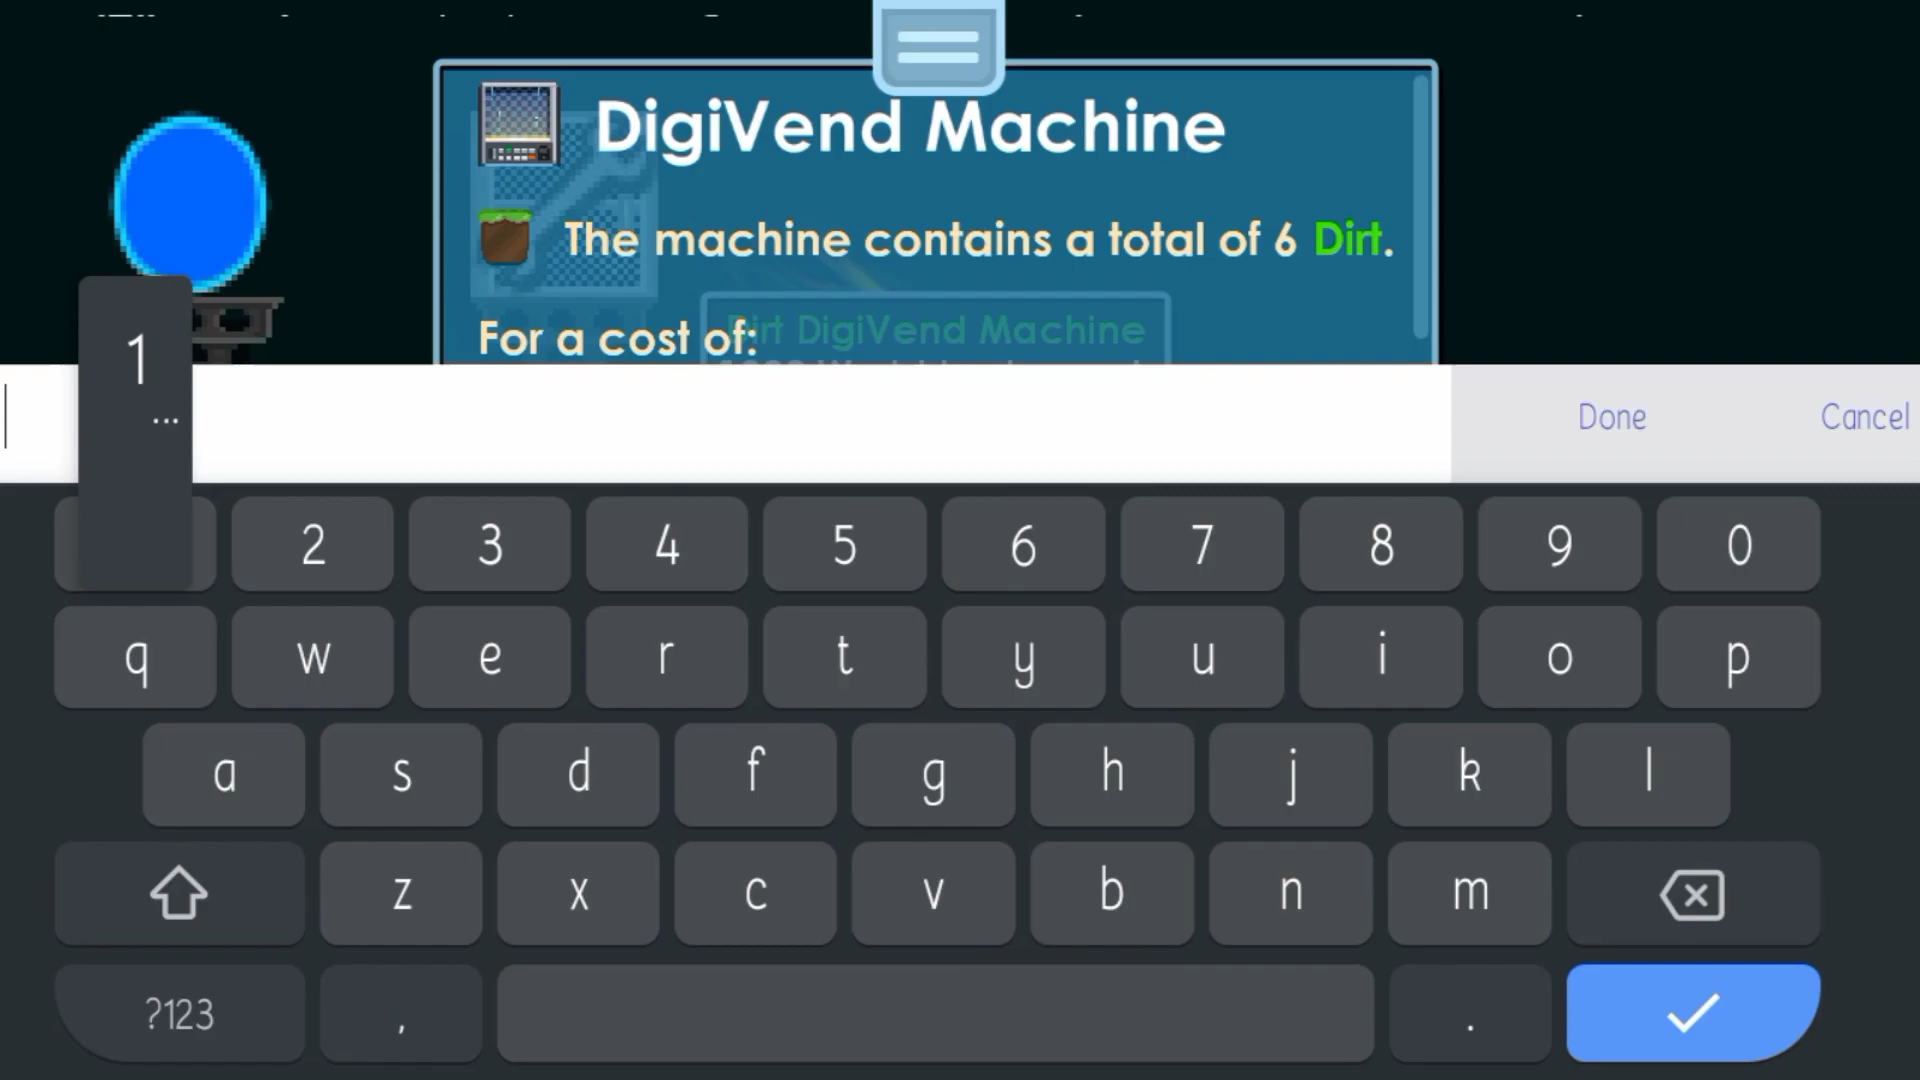 DigiVend Machine
The machine contains a total of 6 Dirt.
For a cost of:
Dirt DigiVend Machine
1
...
Done
Cancel
2 3 4 5 6 7 8 9 0
q w e r t y u i o p
a s d f g h j k l
z x c v b n m
?123 , .